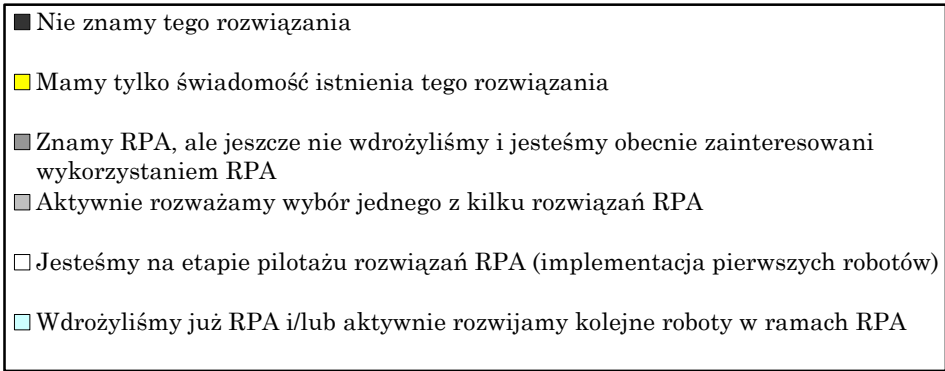 Nie znamy tego rozwiązania
Mamy tylko świadomość istnienia tego rozwiązania
Znamy RPA, ale jeszcze nie wdrożyliśmy i jesteśmy obecnie zainteresowani
wykorzystaniem RPA
Aktywnie rozważamy wybór jednego z kilku rozwiązań RPA
Jesteśmy na etapie pilotażu rozwiązań RPA (implementacja pierwszych robotów)
Wdrożyliśmy już RPA i/lub aktywnie rozwijamy kolejne roboty w ramach RPA